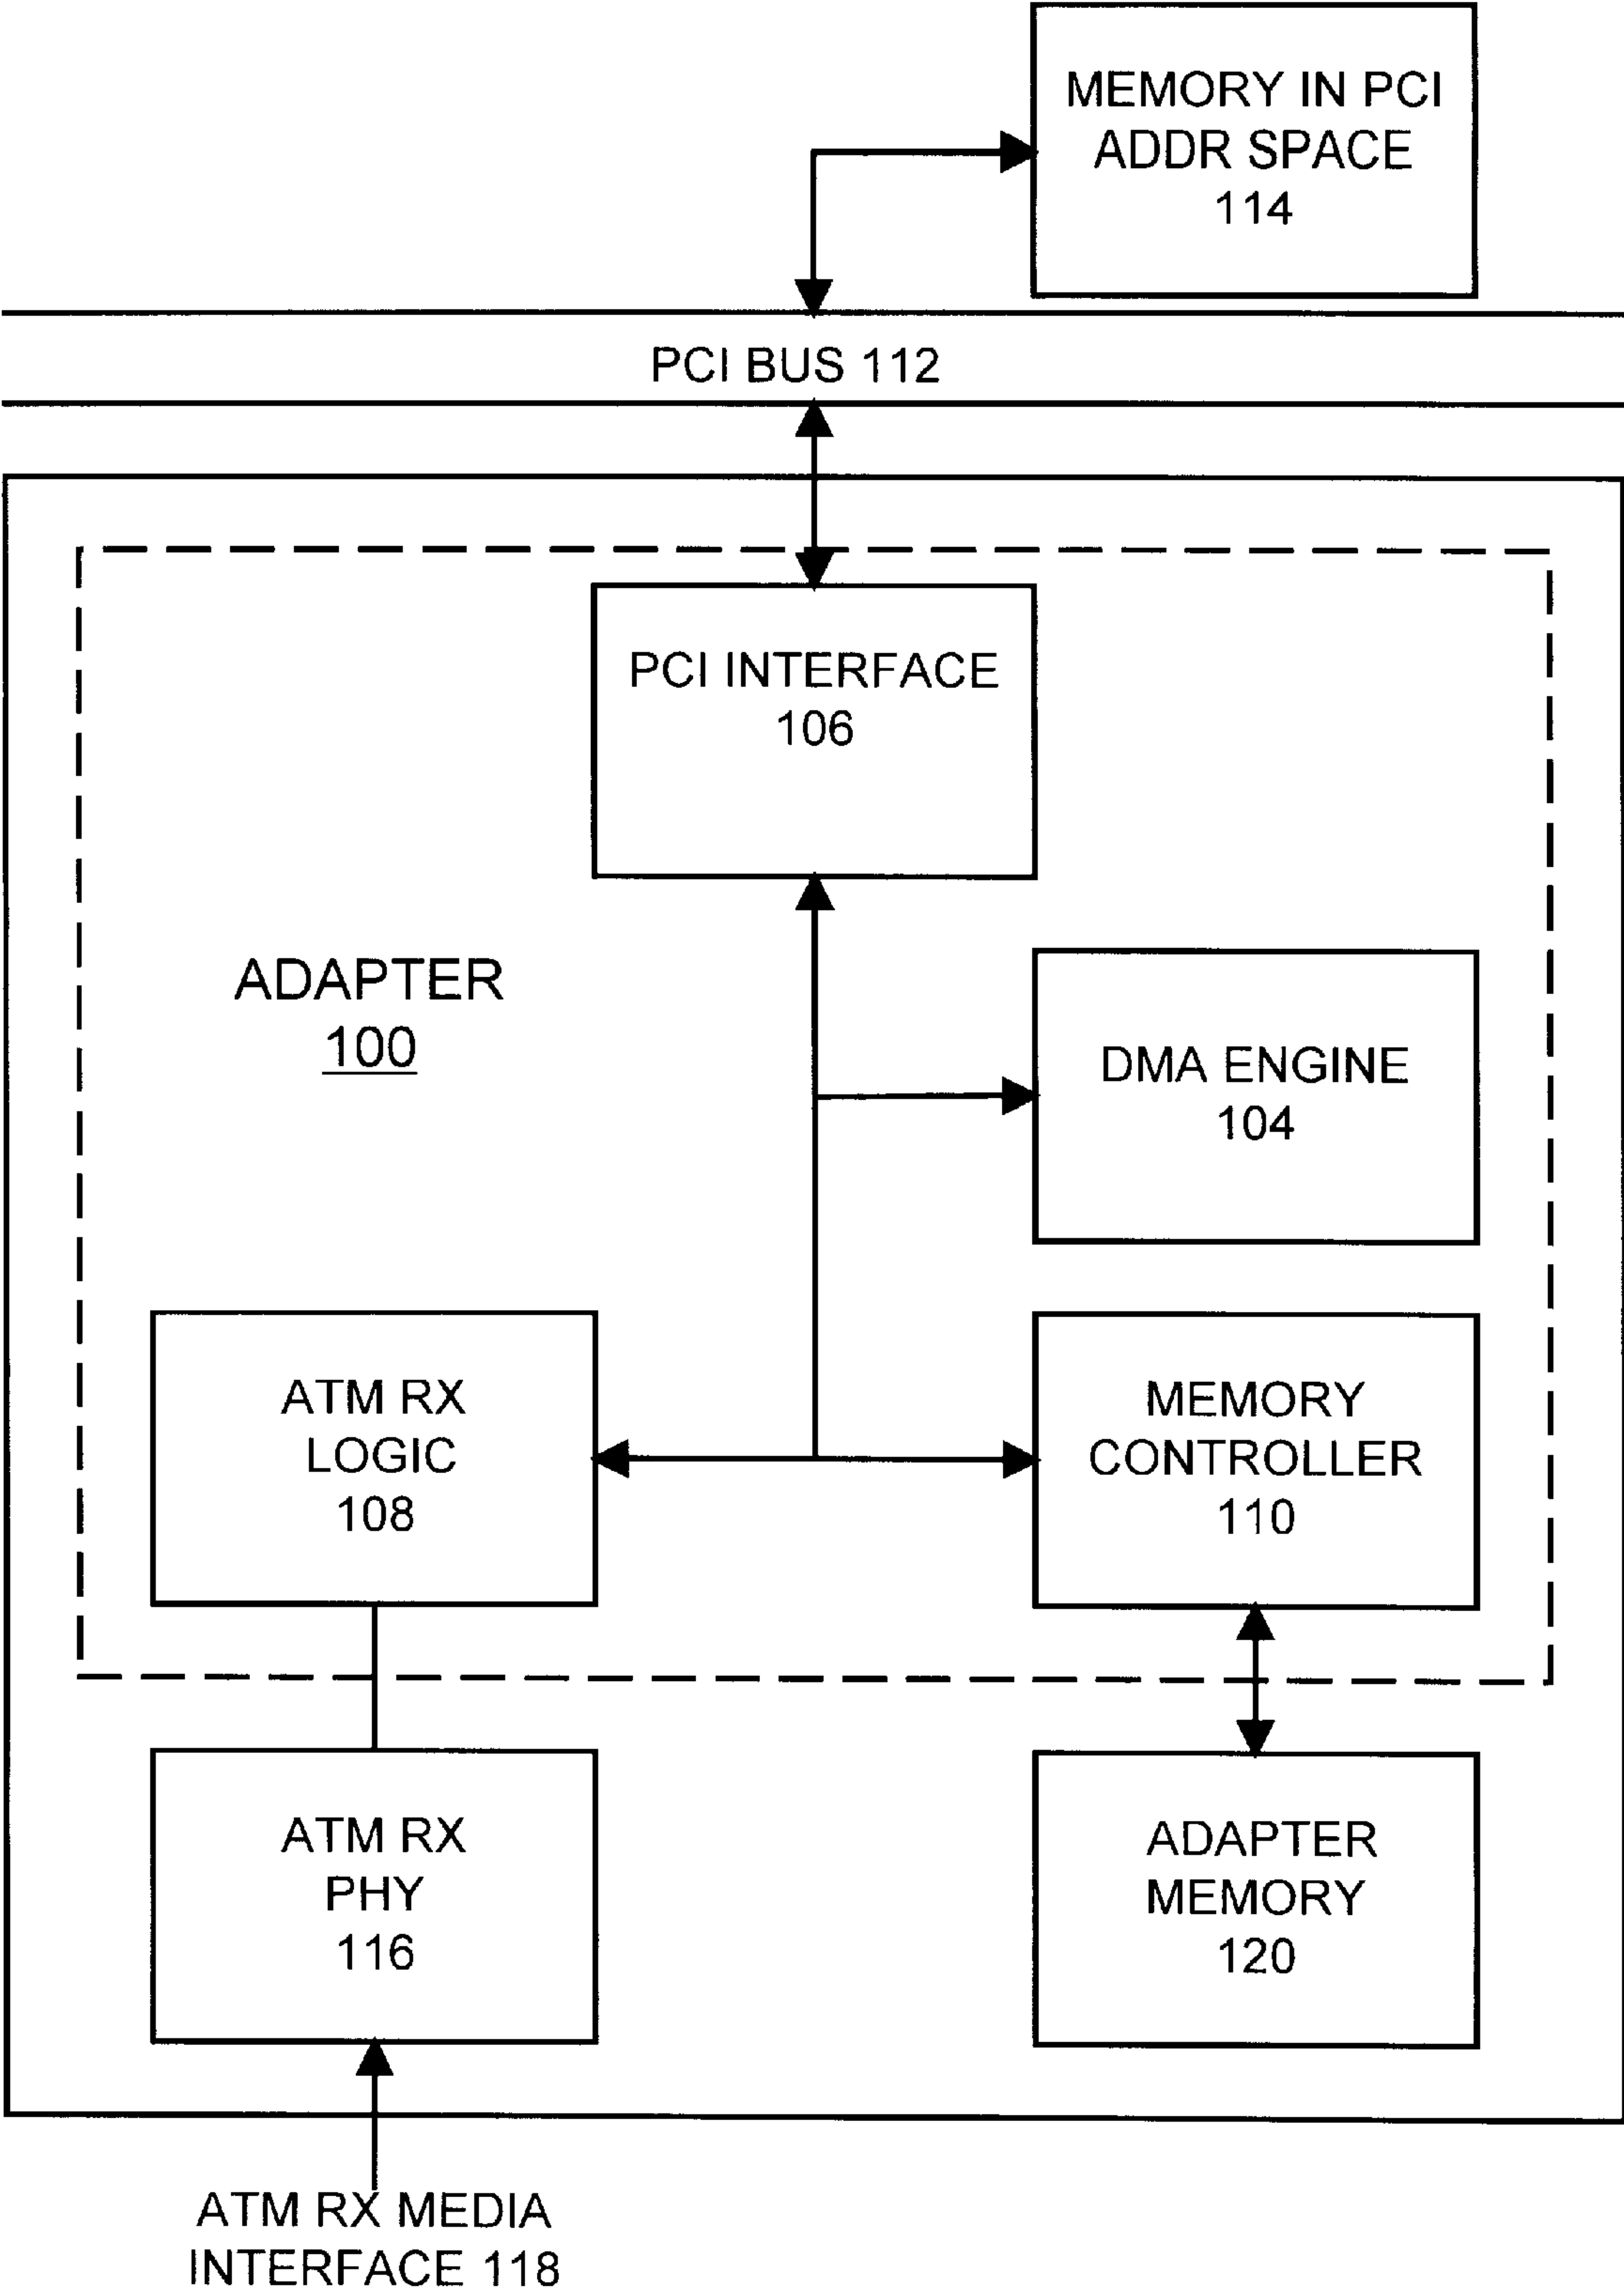 MEMORY IN PCI
ADDR SPACE
114
PCI BUS 112
PCI INTERFACE
106
ADAPTER
100
DMA ENGINE
104
ATM RX
LOGIC
108
MEMORY
CONTROLLER
110
ATM RX
PHY
116
ADAPTER
MEMORY
120
ATM RX MEDIA
INTERFACE 118